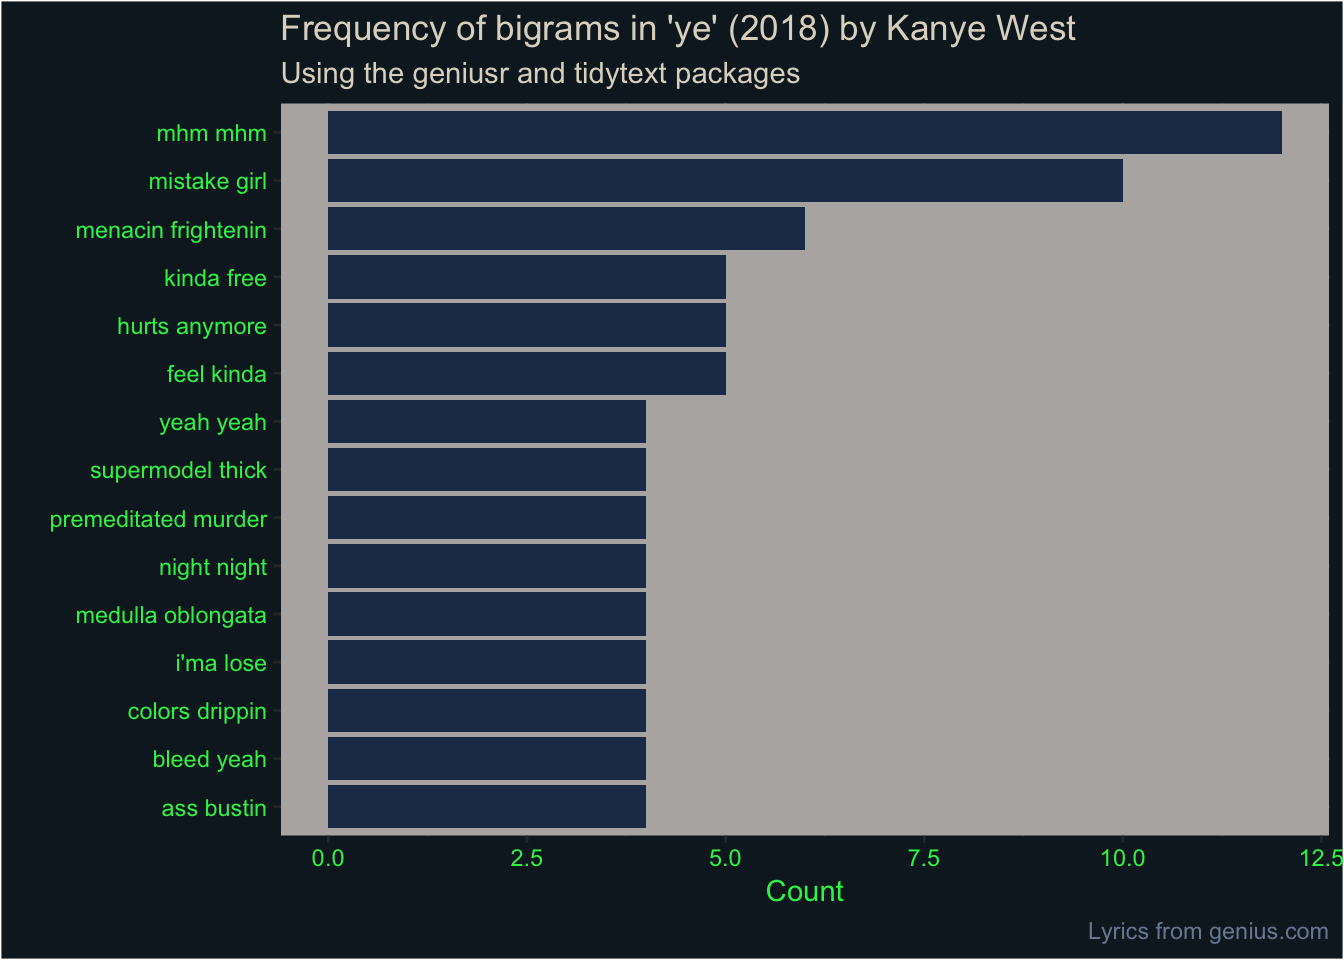 Frequency of bigrams in 'ye' (2018) by Kanye West
Using the geniusr and tidytext packages
mhm mhm
mistake girl
menacin frightenin
kinda free
hurts anymore
feel kinda
yeah yeah
supermodel thick
premeditated murder
night night
medulla oblongata
i'ma lose
colors drippin
bleed yeah
ass bustin
0.0 2.5 5.0 7.5 10.0 12.5
Count
Lyrics from genius.com